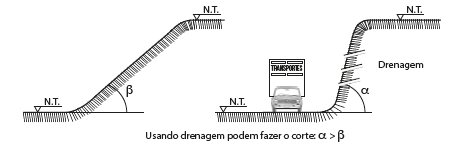 N.T.
N.T.
β
N.T.
N.T.
TRANSPORTES
Drenagem
α
Usando drenagem podem fazer o corte: α > β